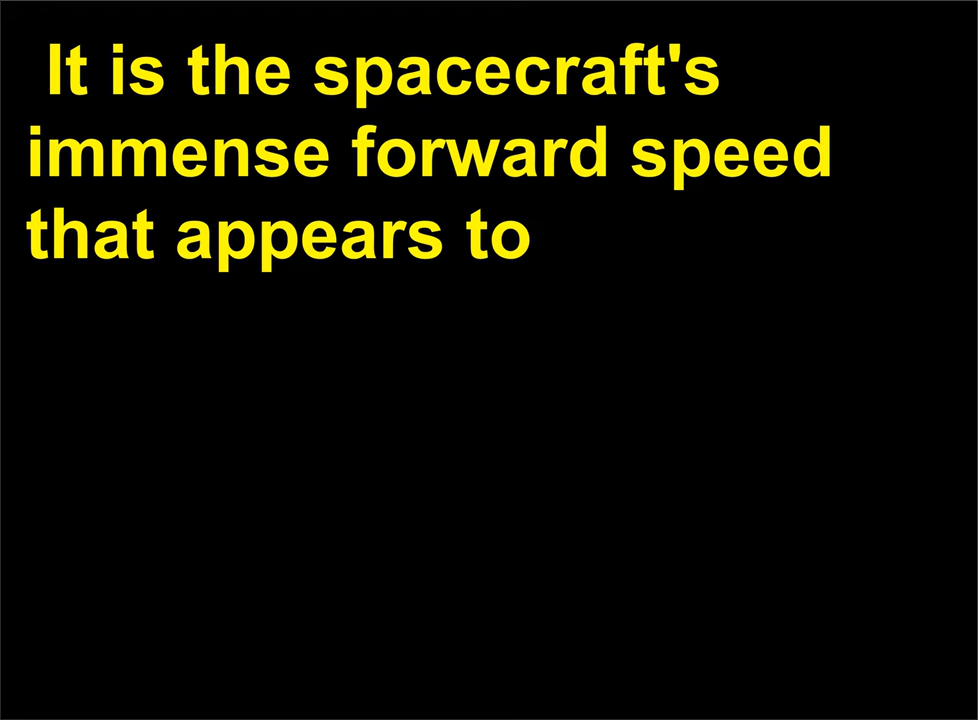 It is the spacecraft's
immense forward speed
that appears to